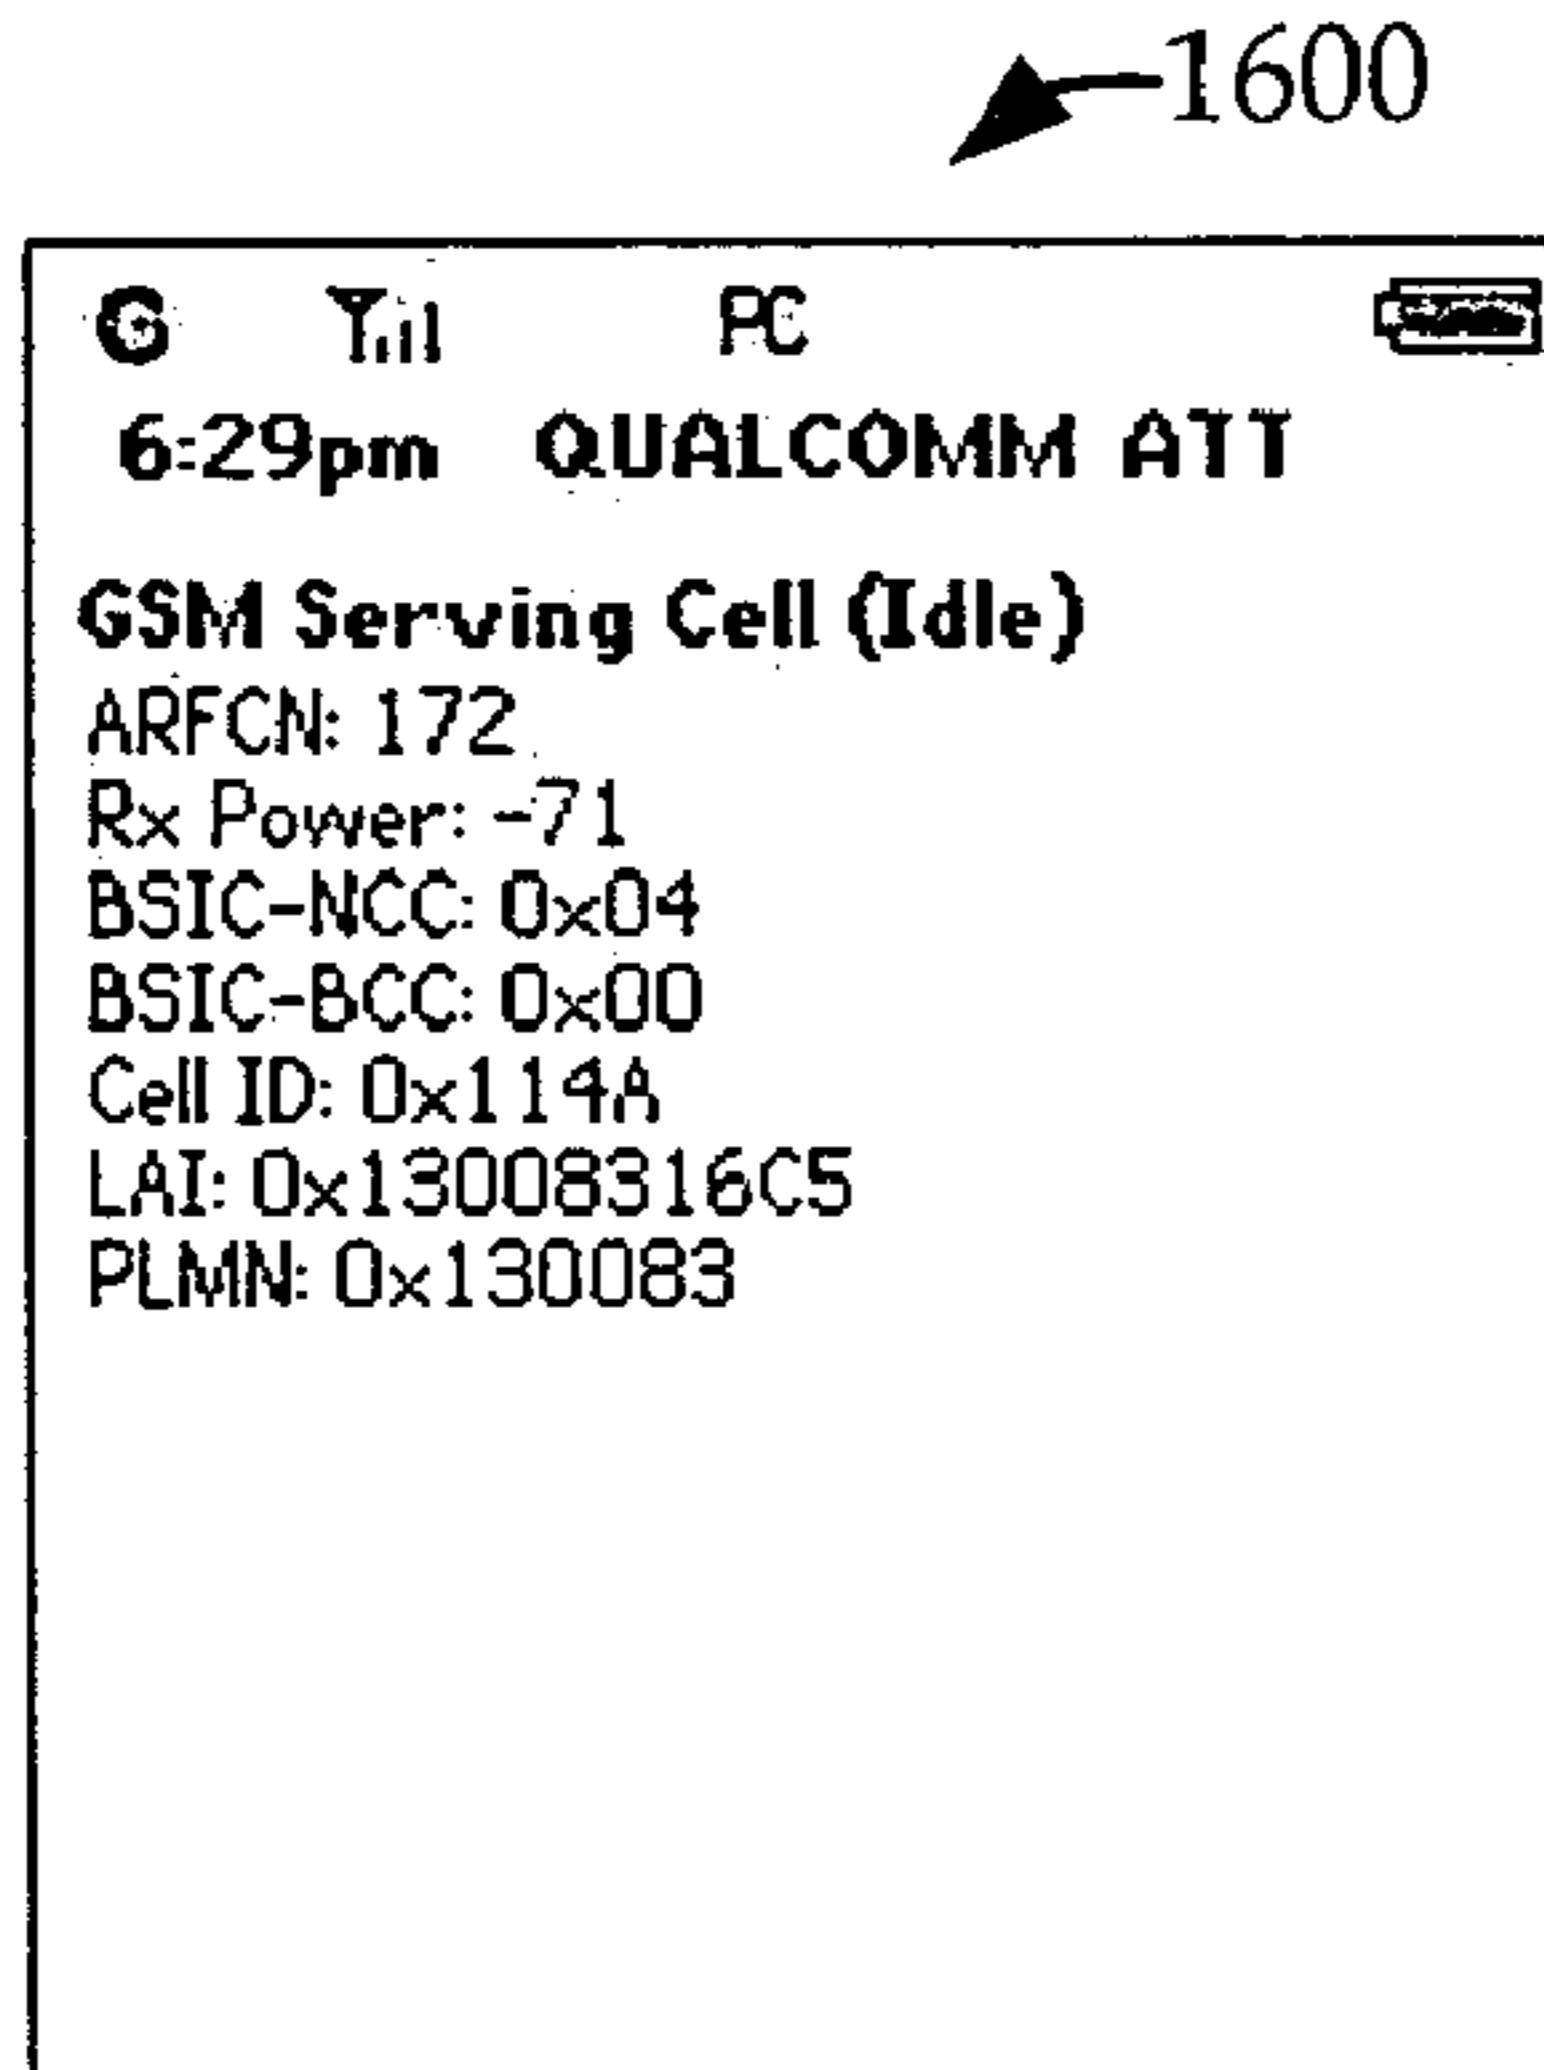 1600
PC
6:29pm QUALCOMM ATT
GSM Serving Cell (Idle)
ARFCN: 172
Rx Power: -71
BSIC-NCC: 0x04
BSIC-BCC: 0x00
Cell ID: 0x114A
LAI: 0x13008316C5
PLMN: 0x130083